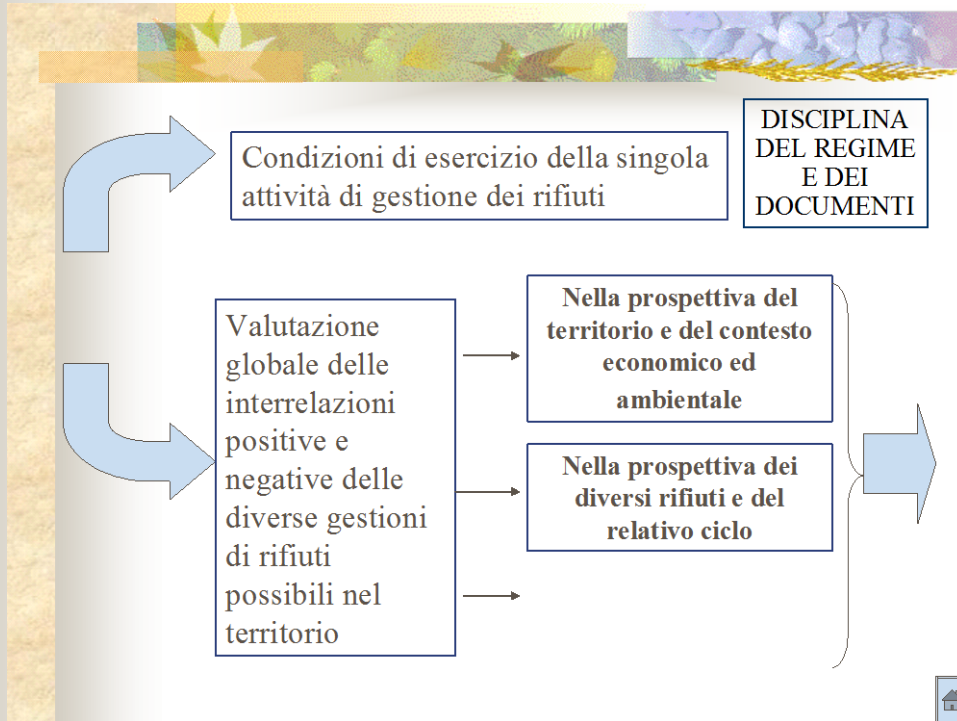 Condizioni di esercizio della singola
attività di gestione dei rifiuti
DISCIPLINA
DEL REGIME
E DEI
DOCUMENTI
Valutazione
globale delle
interrelazioni
positive e
negative delle
diverse gestioni
di rifiuti
possibili nel
territorio
Nella prospettiva del
territorio e del contesto
economico ed
ambientale
Nella prospettiva dei
diversi rifiuti e del
relativo ciclo